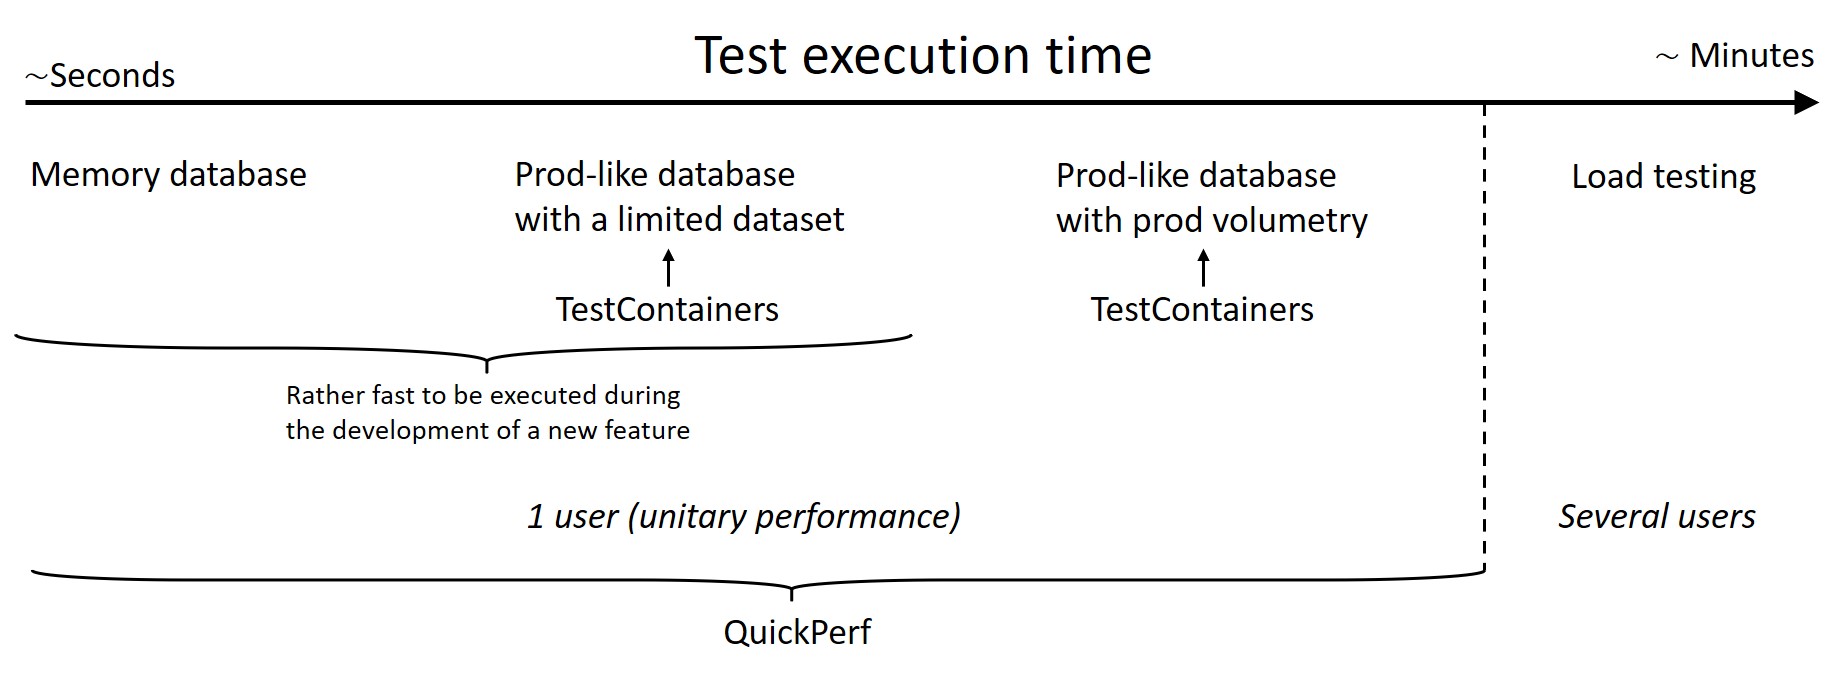 Test execution time
~Seconds
~ Minutes
Memory database
Prod-like database
with a limited dataset
TestContainers
Prod-like database
with prod volumetry
TestContainers
Load testing
Rather fast to be executed during
the development of a new feature
1 user (unitary performance)
Several users
QuickPerf